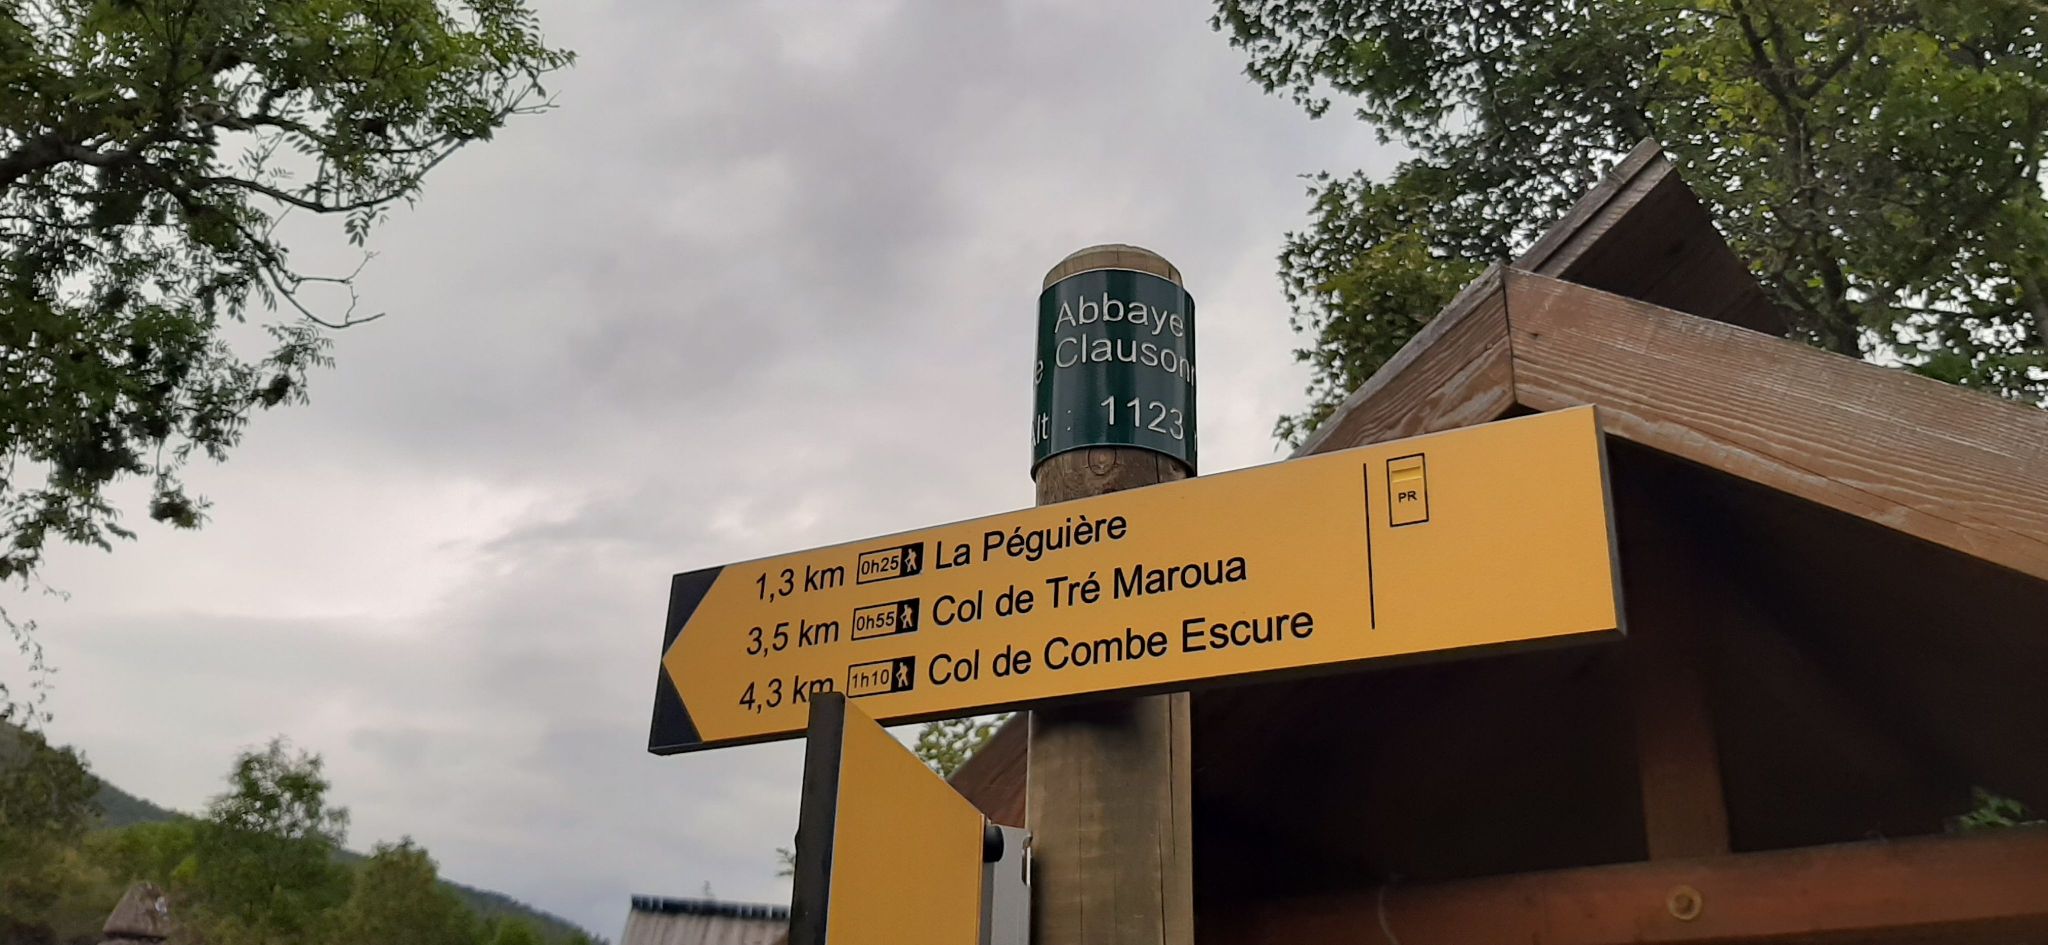 Abbaye
Clauson
1123
1,3 km 0h25 La Péguière
PR
3,5 km 0h55 Col de Tré Maroua
4,3 km 1h10 Col de Combe Escure